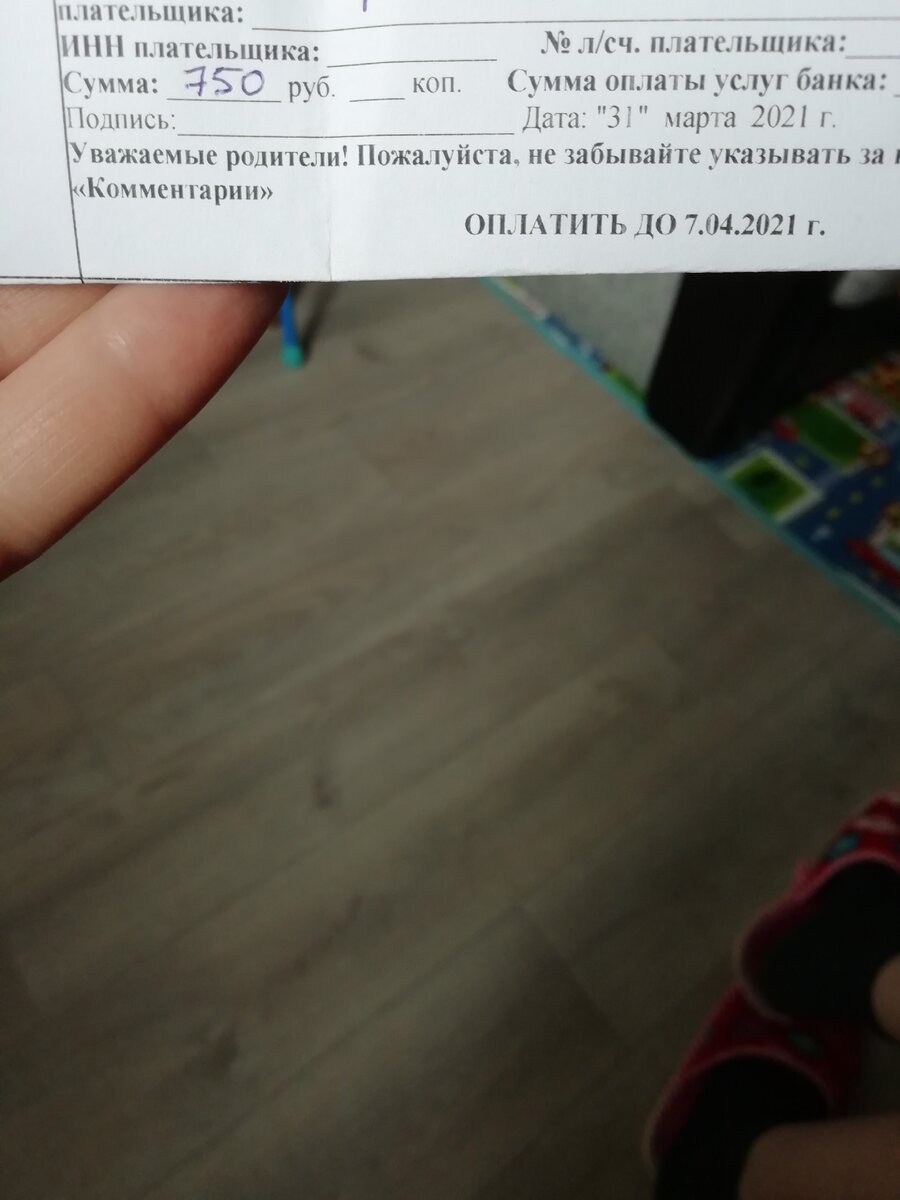 плательщика:
ИНН плательщика: № л/сч. плательщика:
Сумма: 750 руб. коп. Сумма оплаты услуг банка:
Подпись: Дата: "31" марта 2021 г.
Уважаемые родители! Пожалуйста, не забывайте указывать за
«Комментарии»
ОПЛАТИТЬ ДО 7.04.2021 г.